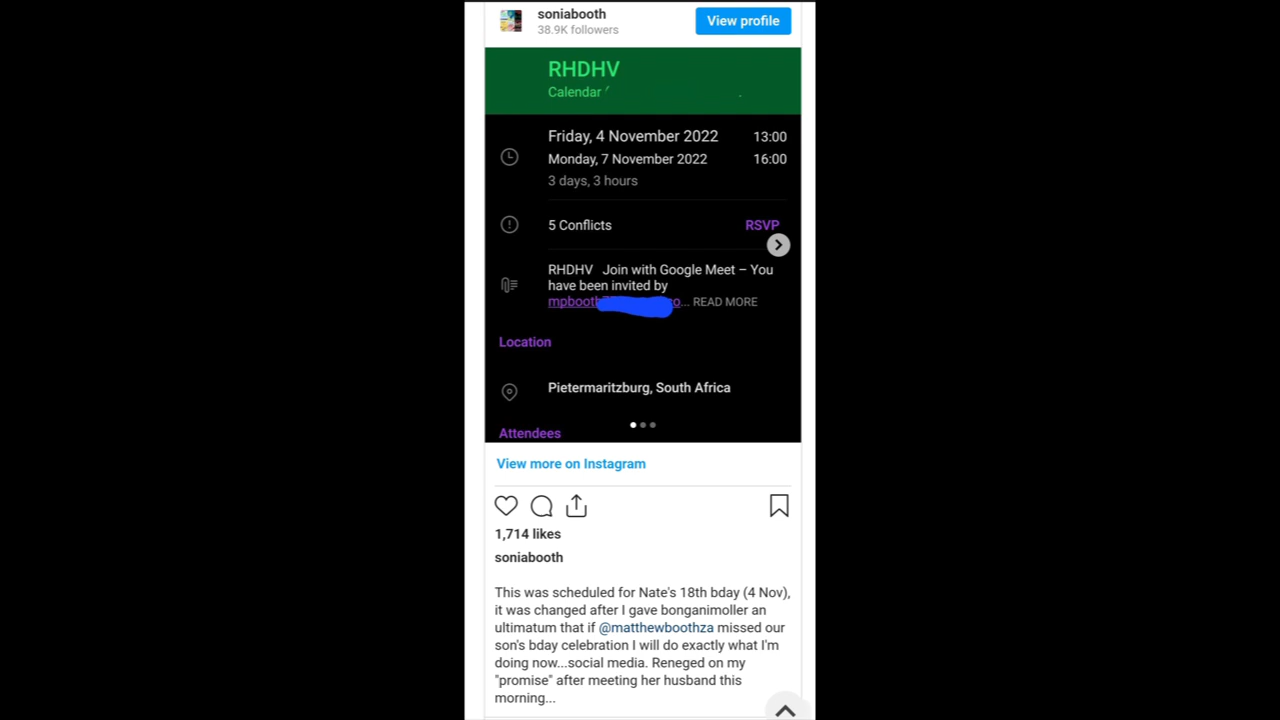 soniabooth
38.9K followers
View profile
RHDHV
Calendar
Friday, 4 November 2022 13:00
Monday, 7 November 2022 16:00
3 days, 3 hours
5 Conflicts RSVP
RHDHV Join with Google Meet – You
have been invited by
mpbooth ... READ MORE
Location
Pietermaritzburg, South Africa
Attendees
View more on Instagram
1,714 likes
soniabooth
This was scheduled for Nate's 18th bday (4 Nov),
it was changed after I gave bonganimoller an
ultimatum that if @matthewboothza missed our
son's bday celebration I will do exactly what I'm
doing now...social media. Reneged on my
"promise" after meeting her husband this
morning...